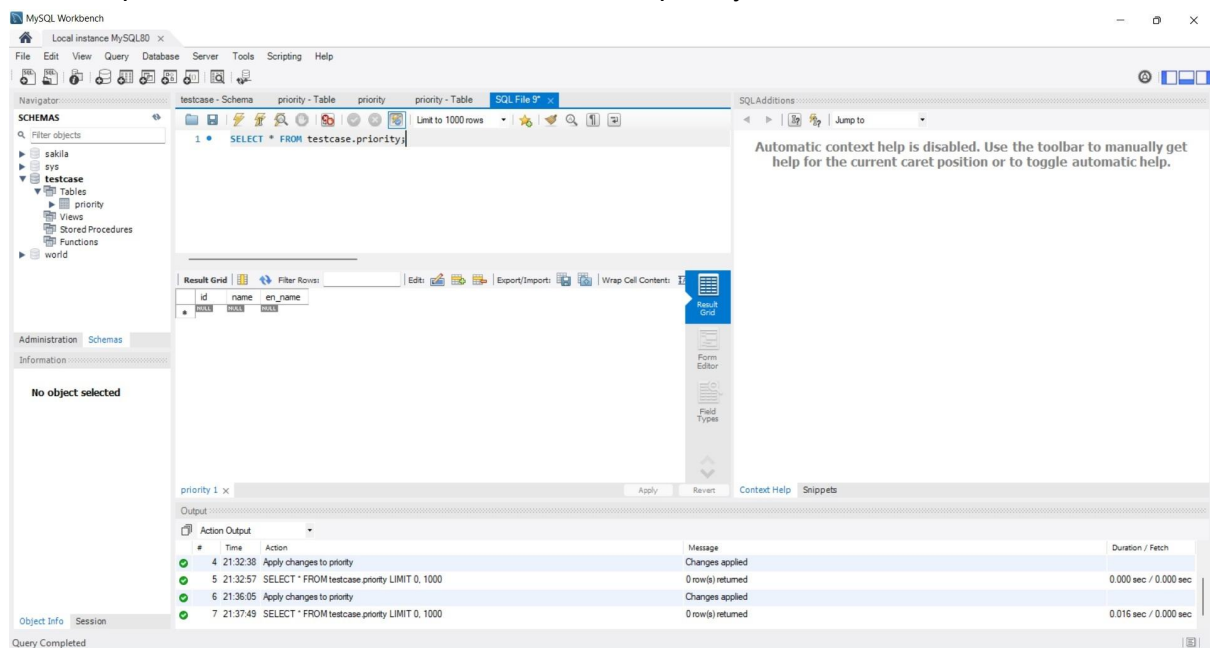 MySQL Workbench
Local instance MySQL80
File Edit View Query Database Server Tools Scripting Help
Navigator
SCHEMAS
Filter objects
sakila
sys
testcase
Tables
priority
Views
Stored Procedures
Functions
world
Administration Schemas
Information
No object selected
Object Info Session
testcase - Schema priority - Table priority priority - Table SQL File 9*
Limit to 1000 rows
1 SELECT * FROM testcase.priority;
Result Grid Filter Rows: Edit: Export/Import: Wrap Cell Content:
id name en_name
NULL NULL NULL
Result Grid
Form Editor
Field Types
priority 1 Apply Revert
SQLAdditions
Jump to
Automatic context help is disabled. Use the toolbar to manually get
help for the current caret position or to toggle automatic help.
Context Help Snippets
Output
Action Output
# Time Action Message Duration / Fetch
4 21:32:38 Apply changes to priority Changes applied
5 21:32:57 SELECT * FROM testcase.priority LIMIT 0, 1000 0 row(s) returned 0.000 sec / 0.000 sec
6 21:36:05 Apply changes to priority Changes applied
7 21:37:49 SELECT * FROM testcase.priority LIMIT 0, 1000 0 row(s) returned 0.016 sec / 0.000 sec
Query Completed